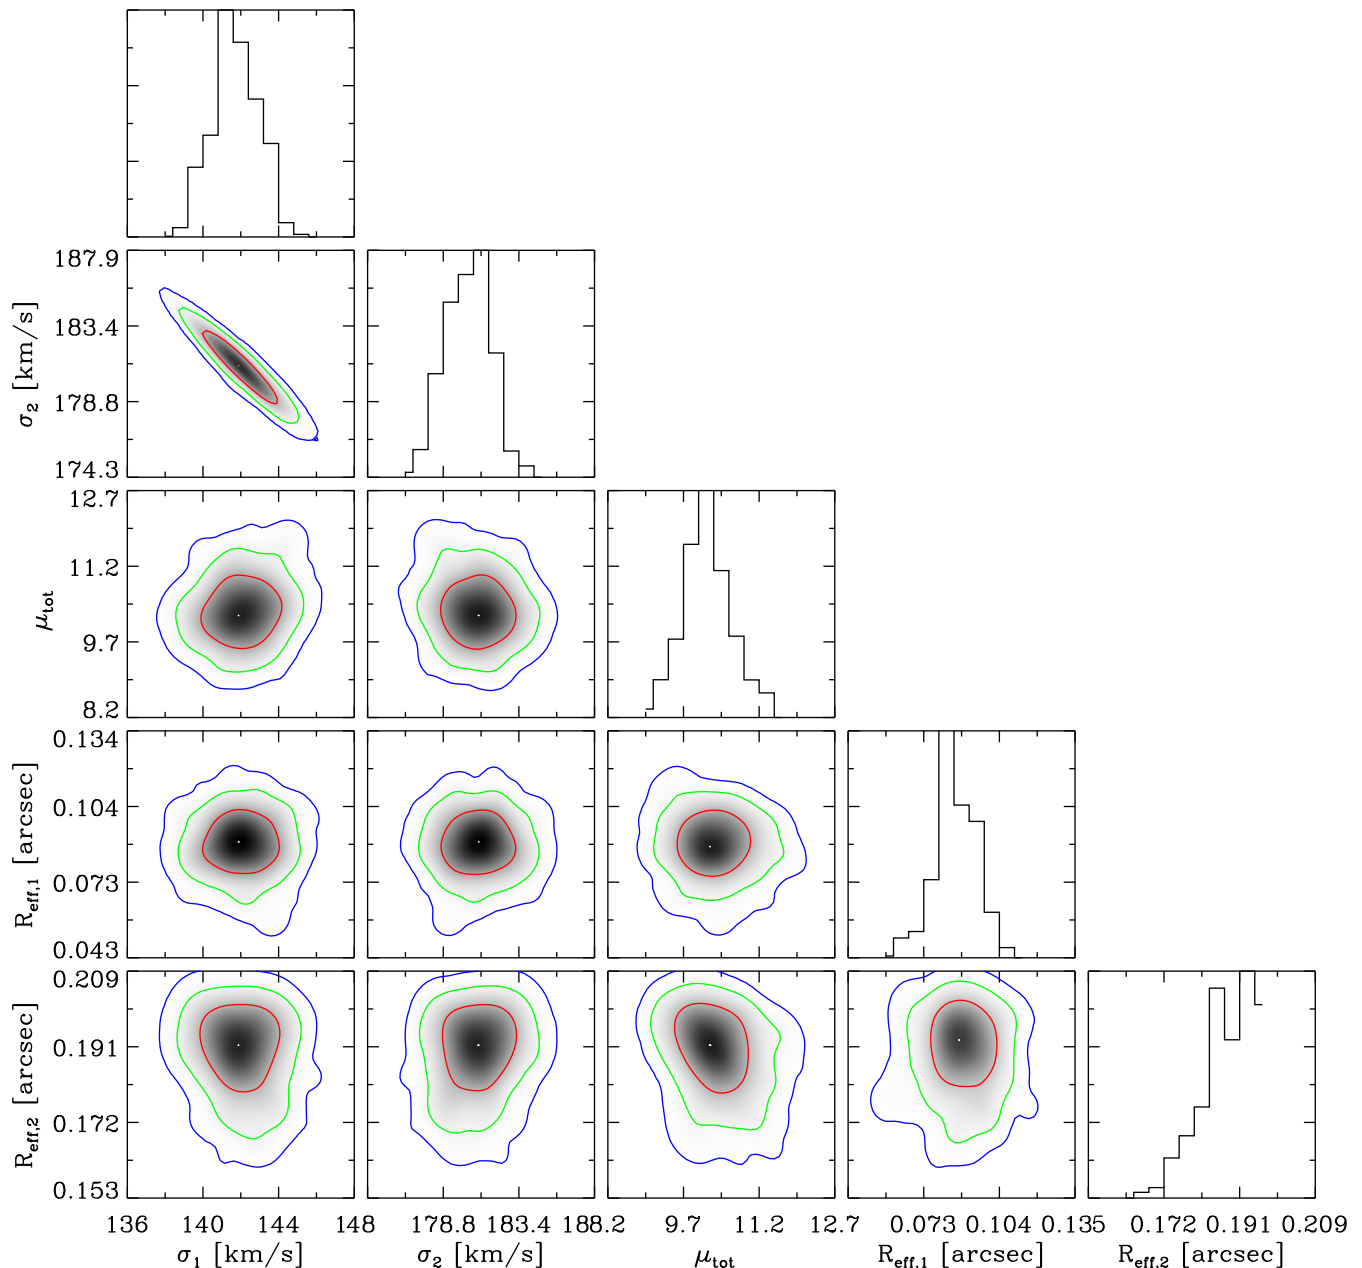 187.9
183.4
178.8
174.3
σ₂ [km/s]
12.7
11.2
9.7
8.2
μtot
0.134
0.104
0.073
0.043
Reff,1 [arcsec]
0.209
0.191
0.172
0.153
Reff,2 [arcsec]
136 140 144 148 178.8 183.4 188.2 9.7 11.2 12.7 0.073 0.104 0.135 0.172 0.191 0.209
σ₁ [km/s] σ₂ [km/s] μtot Reff,1 [arcsec] Reff,2 [arcsec]